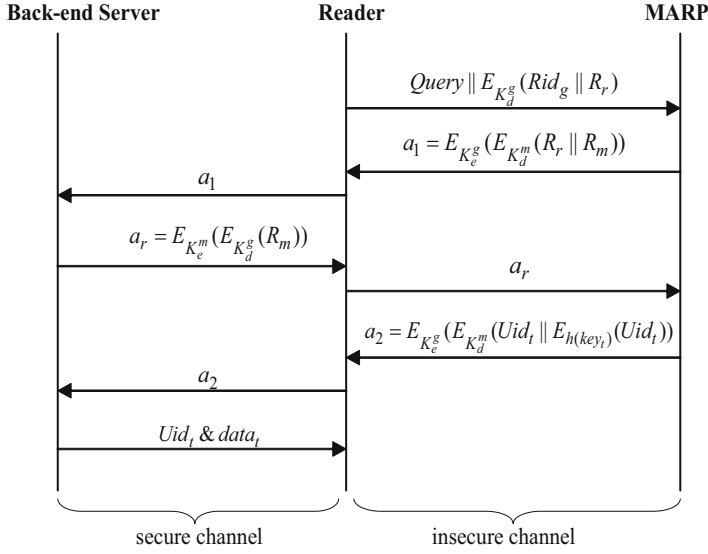 Back-end Server Reader MARP
Query || E_{K_d^g}(Rid_g || R_r)
a_1 = E_{K_e^g}(E_{K_d^m}(R_r || R_m))
a_1
a_r = E_{K_e^m}(E_{K_d^g}(R_m))
a_r
a_2 = E_{K_e^g}(E_{K_d^m}(Uid_t || E_{h(key_t)}(Uid_t))
a_2
Uid_t & data_t
secure channel insecure channel